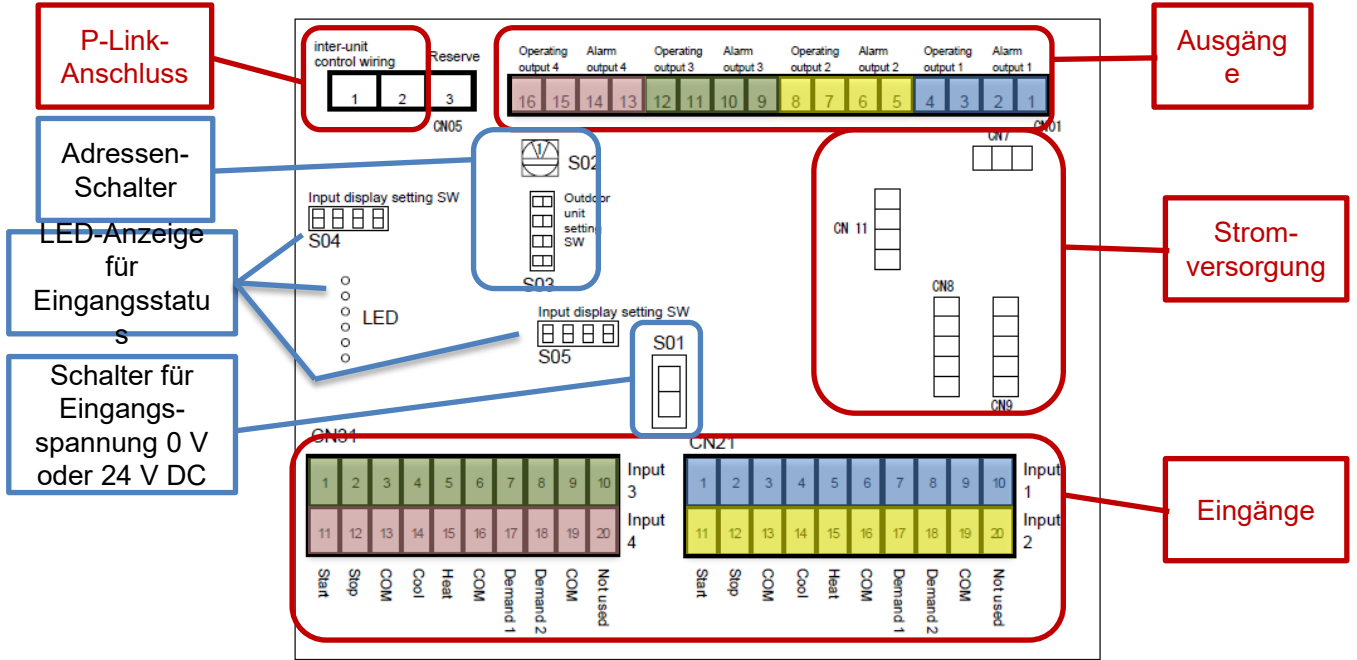 P-Link-
Anschluss
inter-unit
control wiring
Reserve
1 2 3
CN05
Operating
output 4
Alarm
output 4
Operating
output 3
Alarm
output 3
Operating
output 2
Alarm
output 2
Operating
output 1
Alarm
output 1
16 15 14 13 12 11 10 9 8 7 6 5 4 3 2 1
CN01
Ausgäng
e
Adressen-
Schalter
S02
Outdoor
unit
setting
SW
S03
CN7
CN 11
CN8
CN9
Strom-
versorgung
Input display setting SW
S04
LED-Anzeige
für
Eingangsstatu
s
LED
Input display setting SW
S05
S01
Schalter für
Eingangs-
spannung 0 V
oder 24 V DC
CN31
1 2 3 4 5 6 7 8 9 10
Input
3
11 12 13 14 15 16 17 18 19 20
Input
4
Start
Stop
COM
Cool
Heat
COM
Demand 1
Demand 2
COM
Not used
CN21
1 2 3 4 5 6 7 8 9 10
Input
1
11 12 13 14 15 16 17 18 19 20
Input
2
Start
Stop
COM
Cool
Heat
COM
Demand 1
Demand 2
COM
Not used
Eingänge